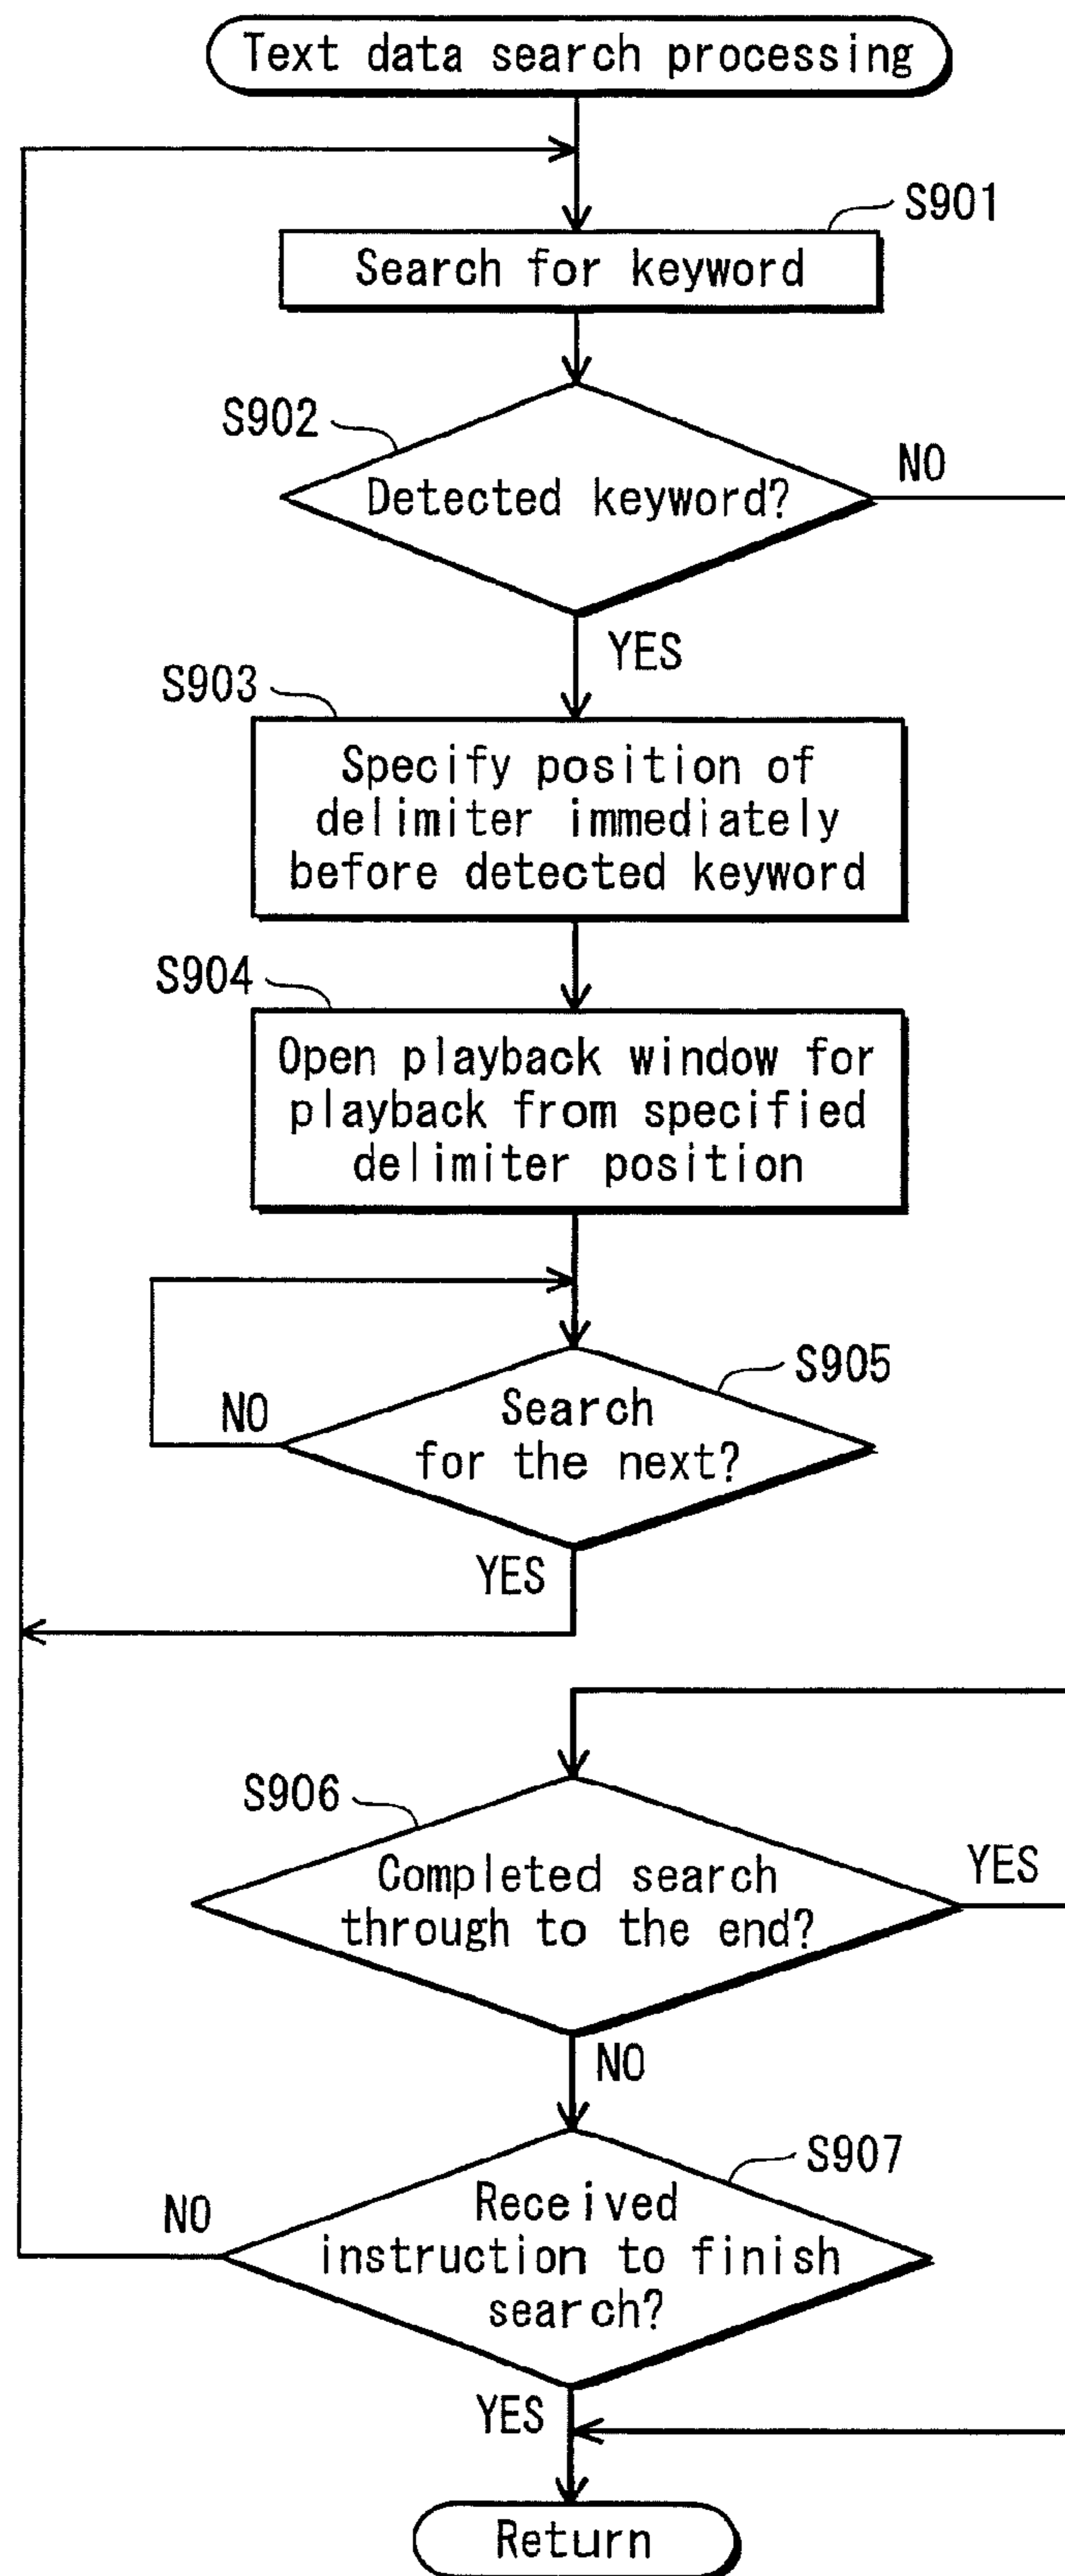 Text data search processing
S901
Search for keyword
S902
Detected keyword?
NO
YES
S903
Specify position of
delimiter immediately
before detected keyword
S904
Open playback window for
playback from specified
delimiter position
S905
Search
for the next?
NO
YES
S906
Completed search
through to the end?
YES
NO
S907
Received
instruction to finish
search?
NO
YES
Return